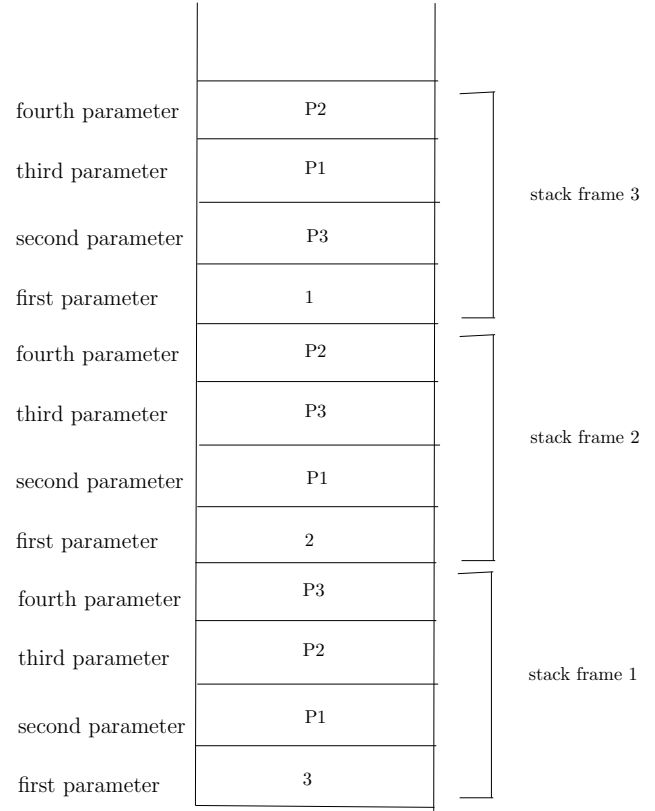 fourth parameter P2
third parameter P1
stack frame 3
second parameter P3
first parameter 1
fourth parameter P2
third parameter P3
stack frame 2
second parameter P1
first parameter 2
fourth parameter P3
third parameter P2
stack frame 1
second parameter P1
first parameter 3